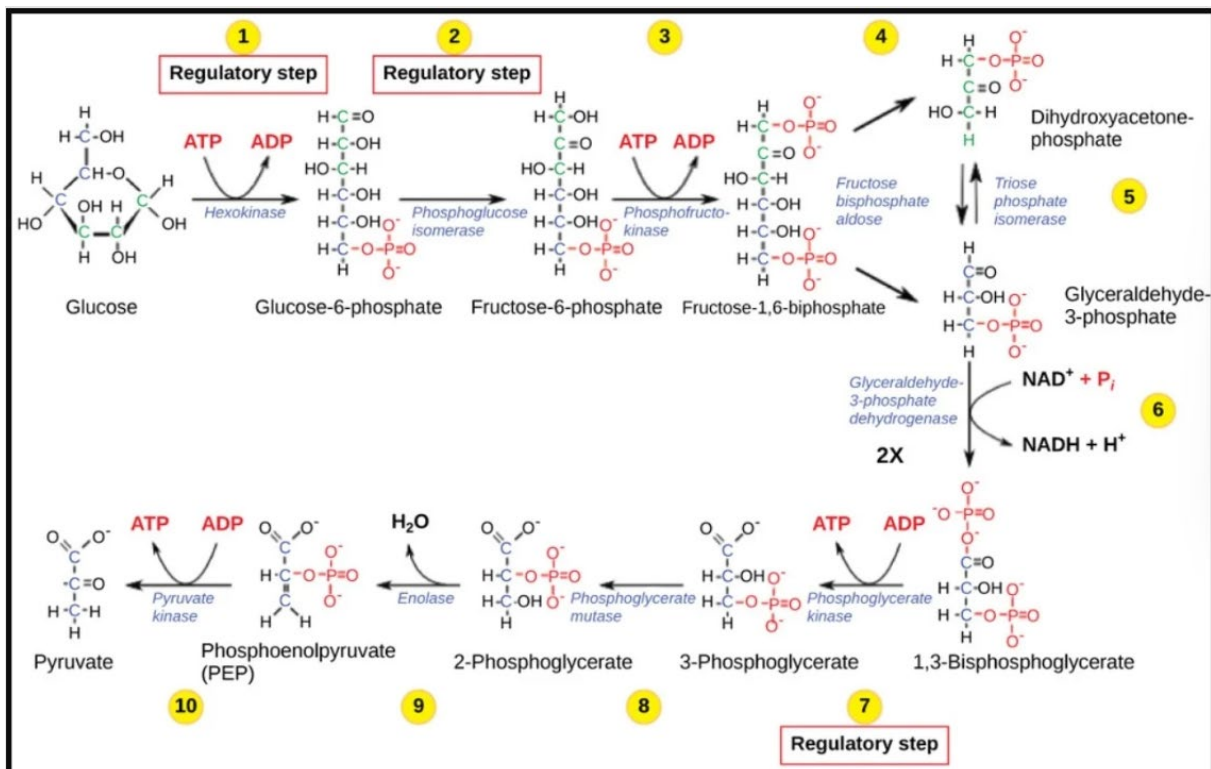 1
Regulatory step
2
Regulatory step
3
4
ATP
ADP
Hexokinase
Glucose
Glucose-6-phosphate
Phosphoglucose
isomerase
Fructose-6-phosphate
ATP
ADP
Phosphofructo-
kinase
Fructose-1,6-biphosphate
Fructose
bisphosphate
aldose
Dihydroxyacetone-
phosphate
Triose
phosphate
isomerase
5
Glyceraldehyde-
3-phosphate
Glyceraldehyde-
3-phosphate
dehydrogenase
NAD⁺ + Pᵢ
6
NADH + H⁺
2X
1,3-Bisphosphoglycerate
ATP
ADP
Phosphoglycerate
kinase
7
Regulatory step
3-Phosphoglycerate
Phosphoglycerate
mutase
8
2-Phosphoglycerate
H₂O
Enolase
9
Phosphoenolpyruvate
(PEP)
ATP
ADP
Pyruvate
kinase
10
Pyruvate